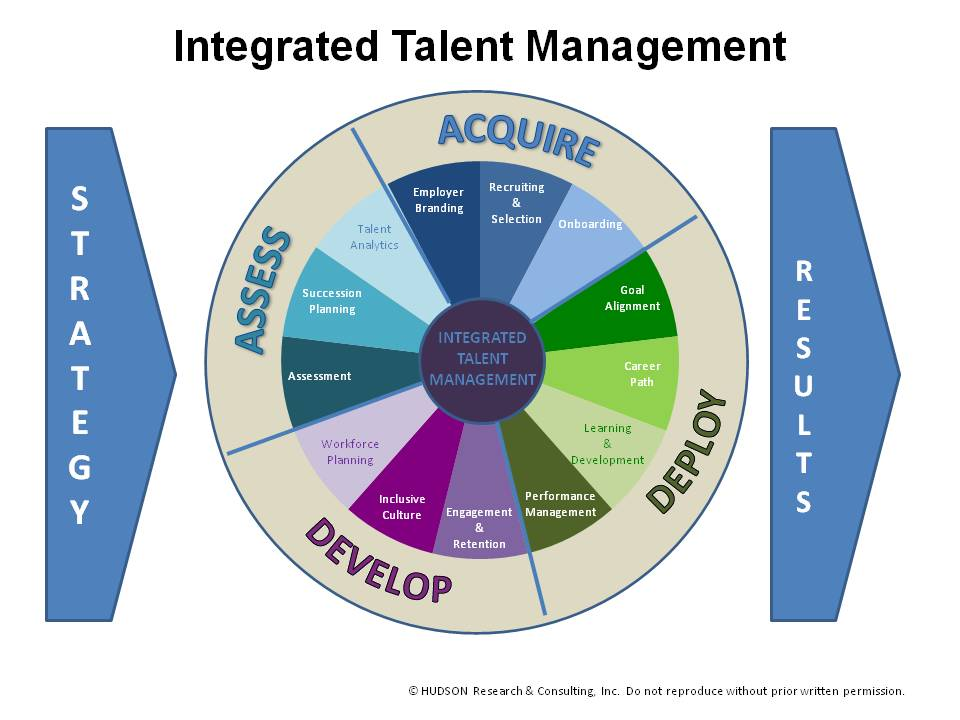 Integrated Talent Management
STRATEGY
ACQUIRE
Employer
Branding
Recruiting
&
Selection
Onboarding
ASSESS
Talent
Analytics
Succession
Planning
Assessment
INTEGRATED
TALENT
MANAGEMENT
Goal
Alignment
Career
Path
Learning
&
Development
Performance
Management
DEPLOY
Workforce
Planning
Inclusive
Culture
Engagement
&
Retention
DEVELOP
RESULTS
© HUDSON Research & Consulting, Inc. Do not reproduce without prior written permission.